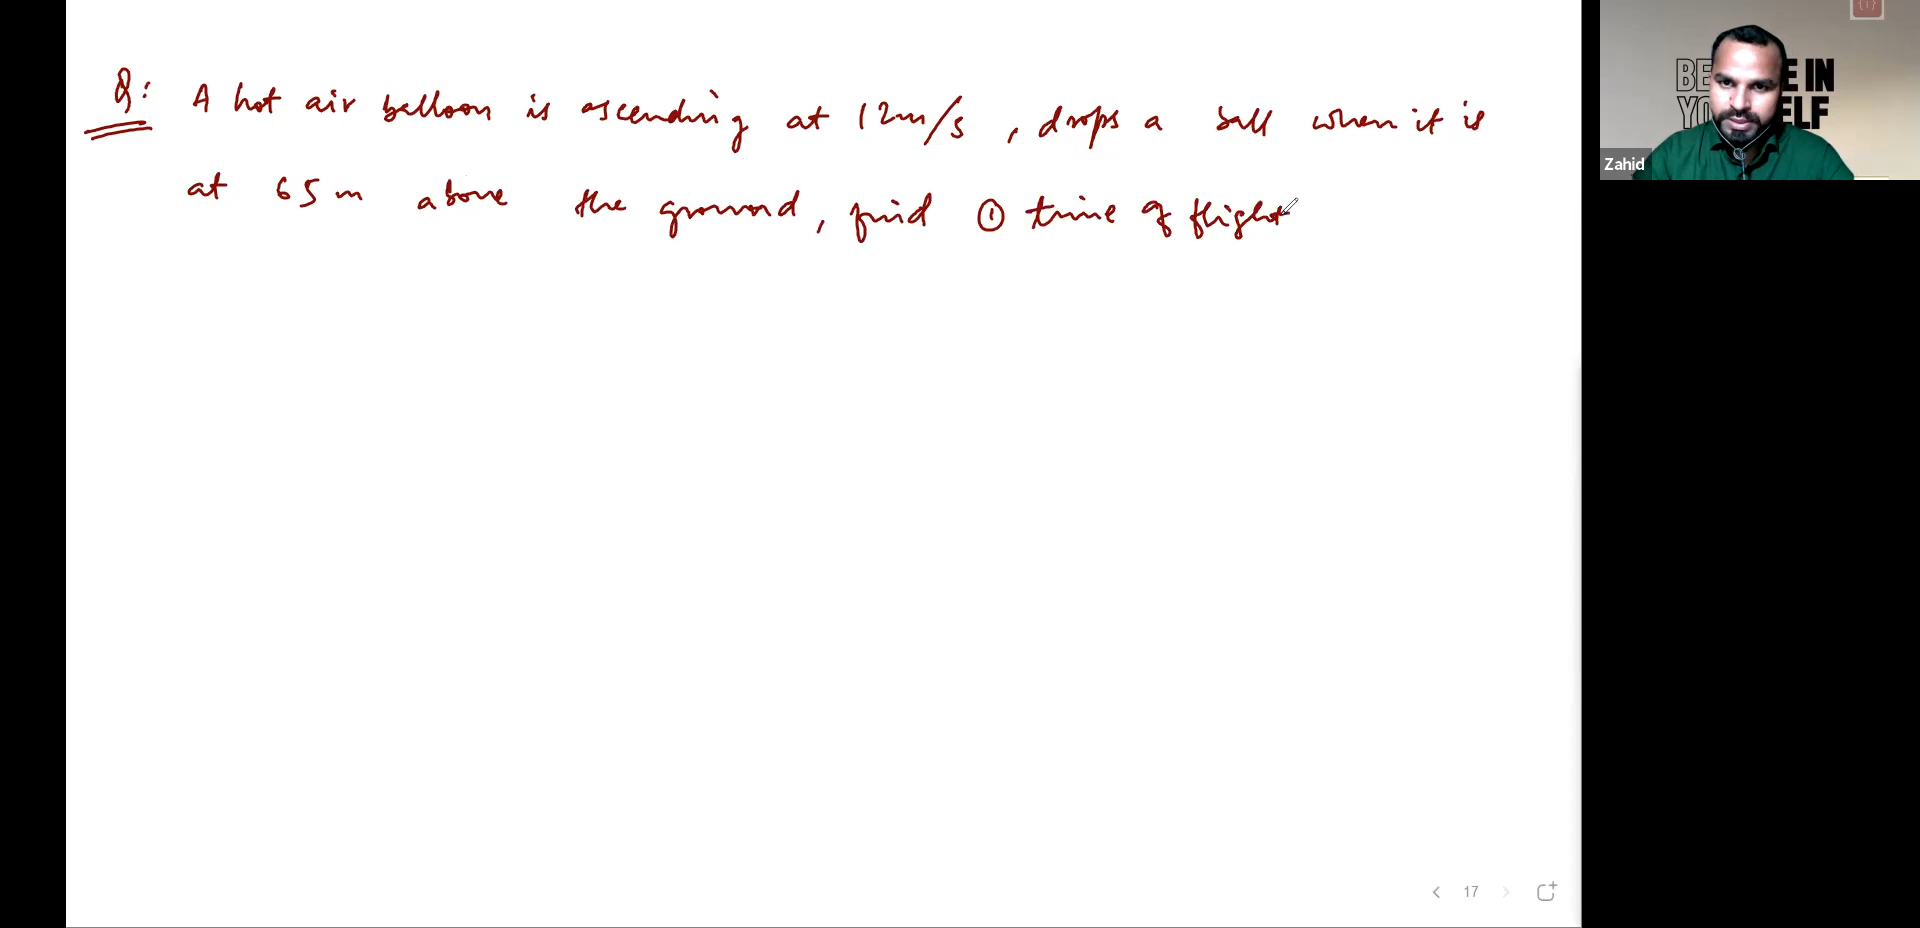 Q: A hot air balloon is ascending at 12m/s, drops a ball when it is
at 65m above the ground, find ① time of flight
Zahid
17